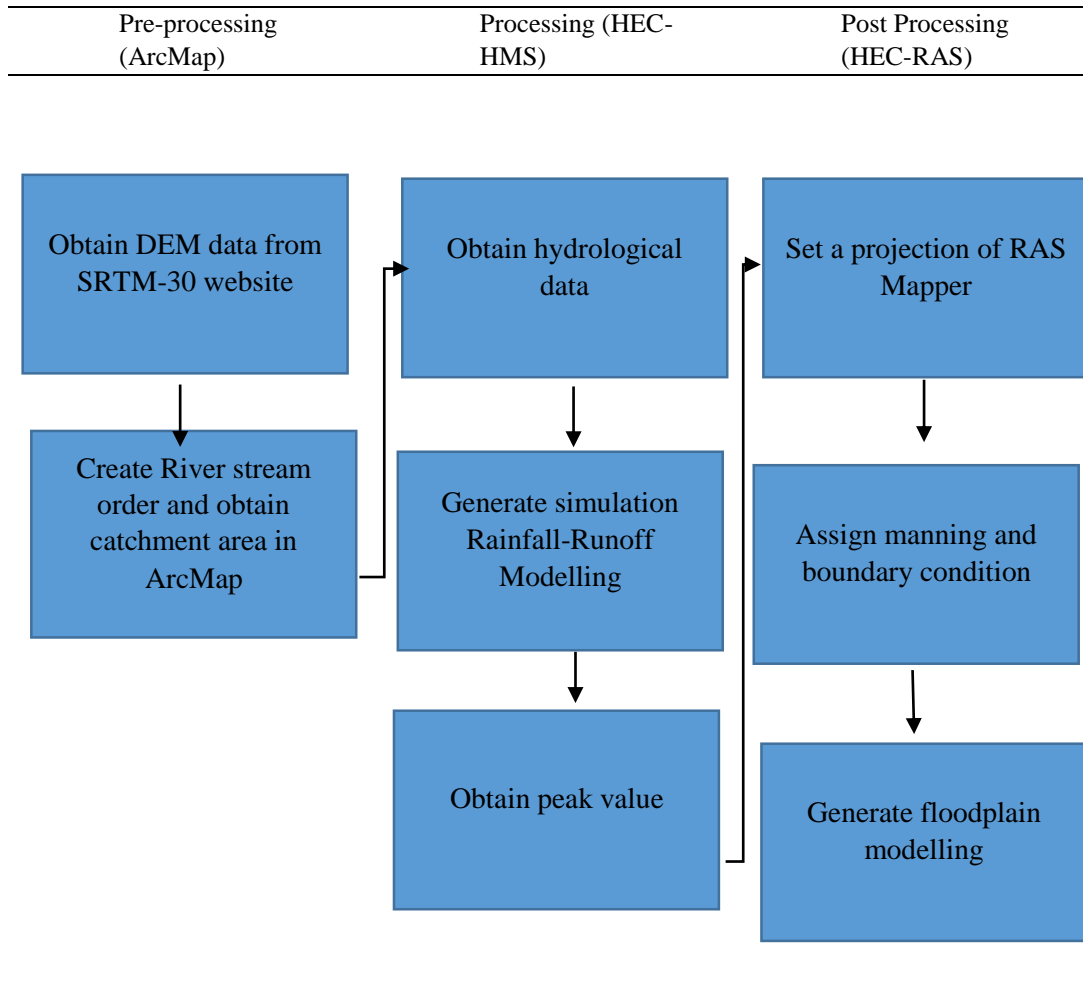 Pre-processing
(ArcMap)
Processing (HEC-
HMS)
Post Processing
(HEC-RAS)
Obtain DEM data from
SRTM-30 website
Create River stream
order and obtain
catchment area in
ArcMap
Obtain hydrological
data
Generate simulation
Rainfall-Runoff
Modelling
Obtain peak value
Set a projection of RAS
Mapper
Assign manning and
boundary condition
Generate floodplain
modelling